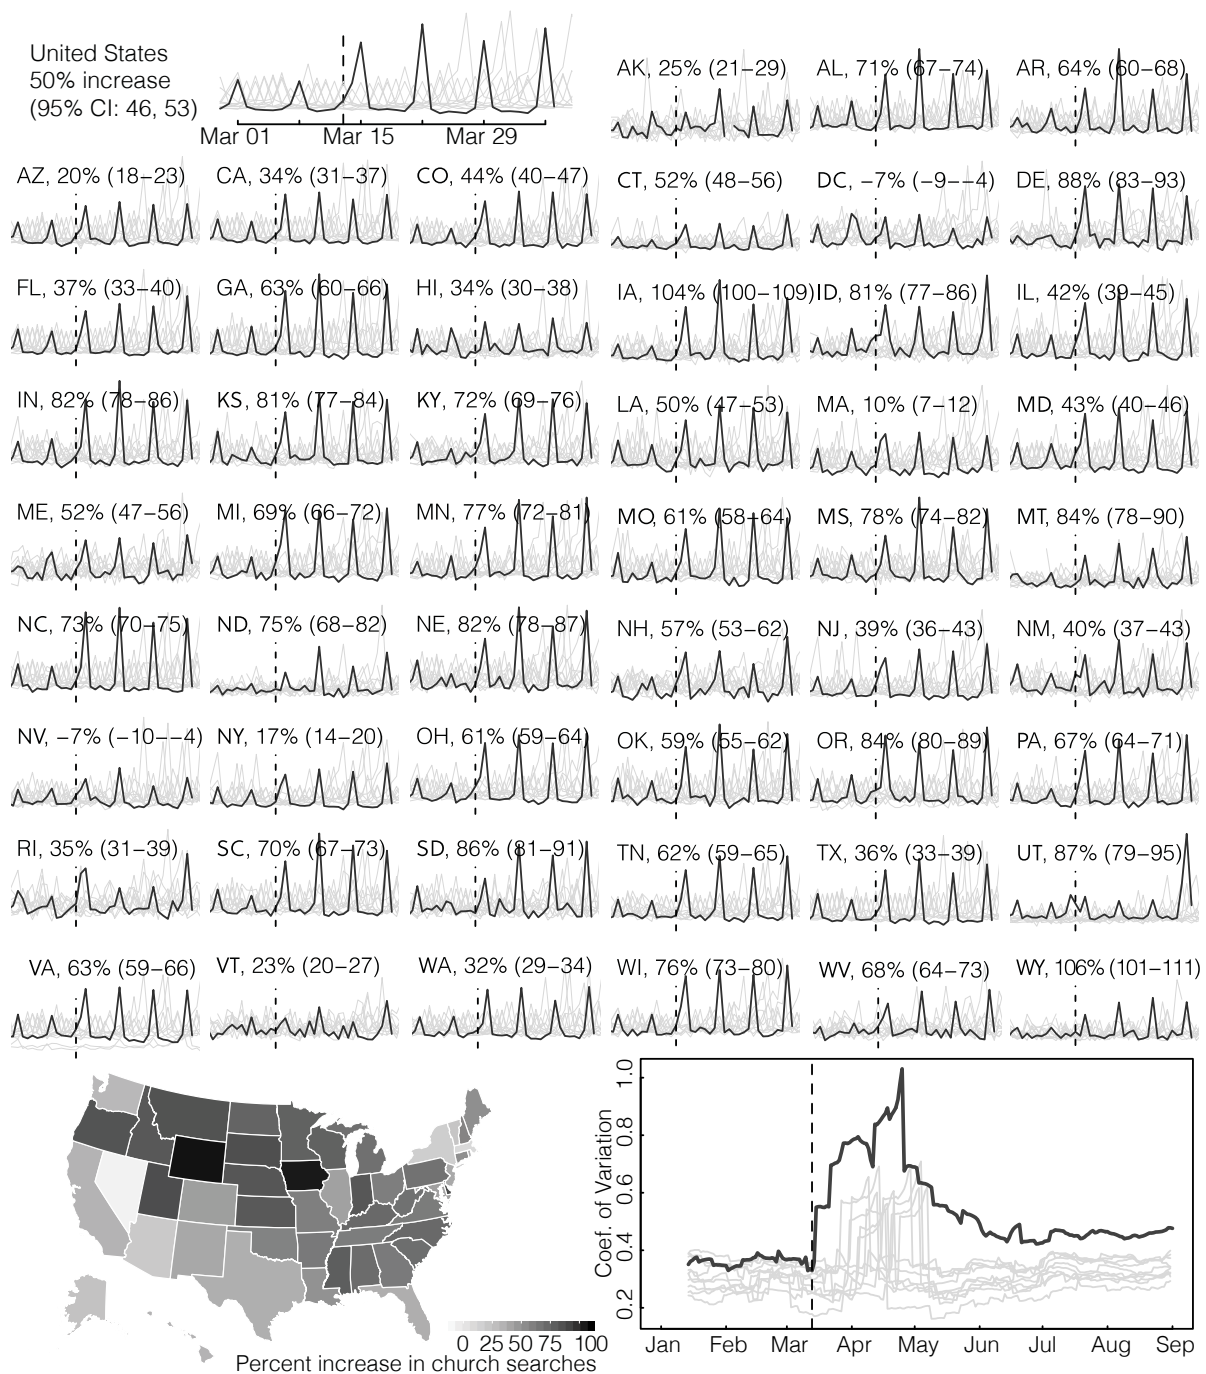 United States
50% increase
(95% CI: 46, 53)
Mar 01 Mar 15 Mar 29
AK, 25% (21−29) AL, 71% (67−74) AR, 64% (60−68)
AZ, 20% (18−23) CA, 34% (31−37) CO, 44% (40−47) CT, 52% (48−56) DC, −7% (−9−−4) DE, 88% (83−93)
FL, 37% (33−40) GA, 63% (60−66) HI, 34% (30−38) IA, 104% (100−109) ID, 81% (77−86) IL, 42% (39−45)
IN, 82% (78−86) KS, 81% (77−84) KY, 72% (69−76) LA, 50% (47−53) MA, 10% (7−12) MD, 43% (40−46)
ME, 52% (47−56) MI, 69% (66−72) MN, 77% (72−81) MO, 61% (58−64) MS, 78% (74−82) MT, 84% (78−90)
NC, 73% (70−75) ND, 75% (68−82) NE, 82% (78−87) NH, 57% (53−62) NJ, 39% (36−43) NM, 40% (37−43)
NV, −7% (−10−−4) NY, 17% (14−20) OH, 61% (59−64) OK, 59% (55−62) OR, 84% (80−89) PA, 67% (64−71)
RI, 35% (31−39) SC, 70% (67−73) SD, 86% (81−91) TN, 62% (59−65) TX, 36% (33−39) UT, 87% (79−95)
VA, 63% (59−66) VT, 23% (20−27) WA, 32% (29−34) WI, 76% (73−80) WV, 68% (64−73) WY, 106% (101−111)
0 25 50 75 100
Percent increase in church searches
Coef. of Variation
1.0
0.8
0.6
0.4
0.2
Jan Feb Mar Apr May Jun Jul Aug Sep